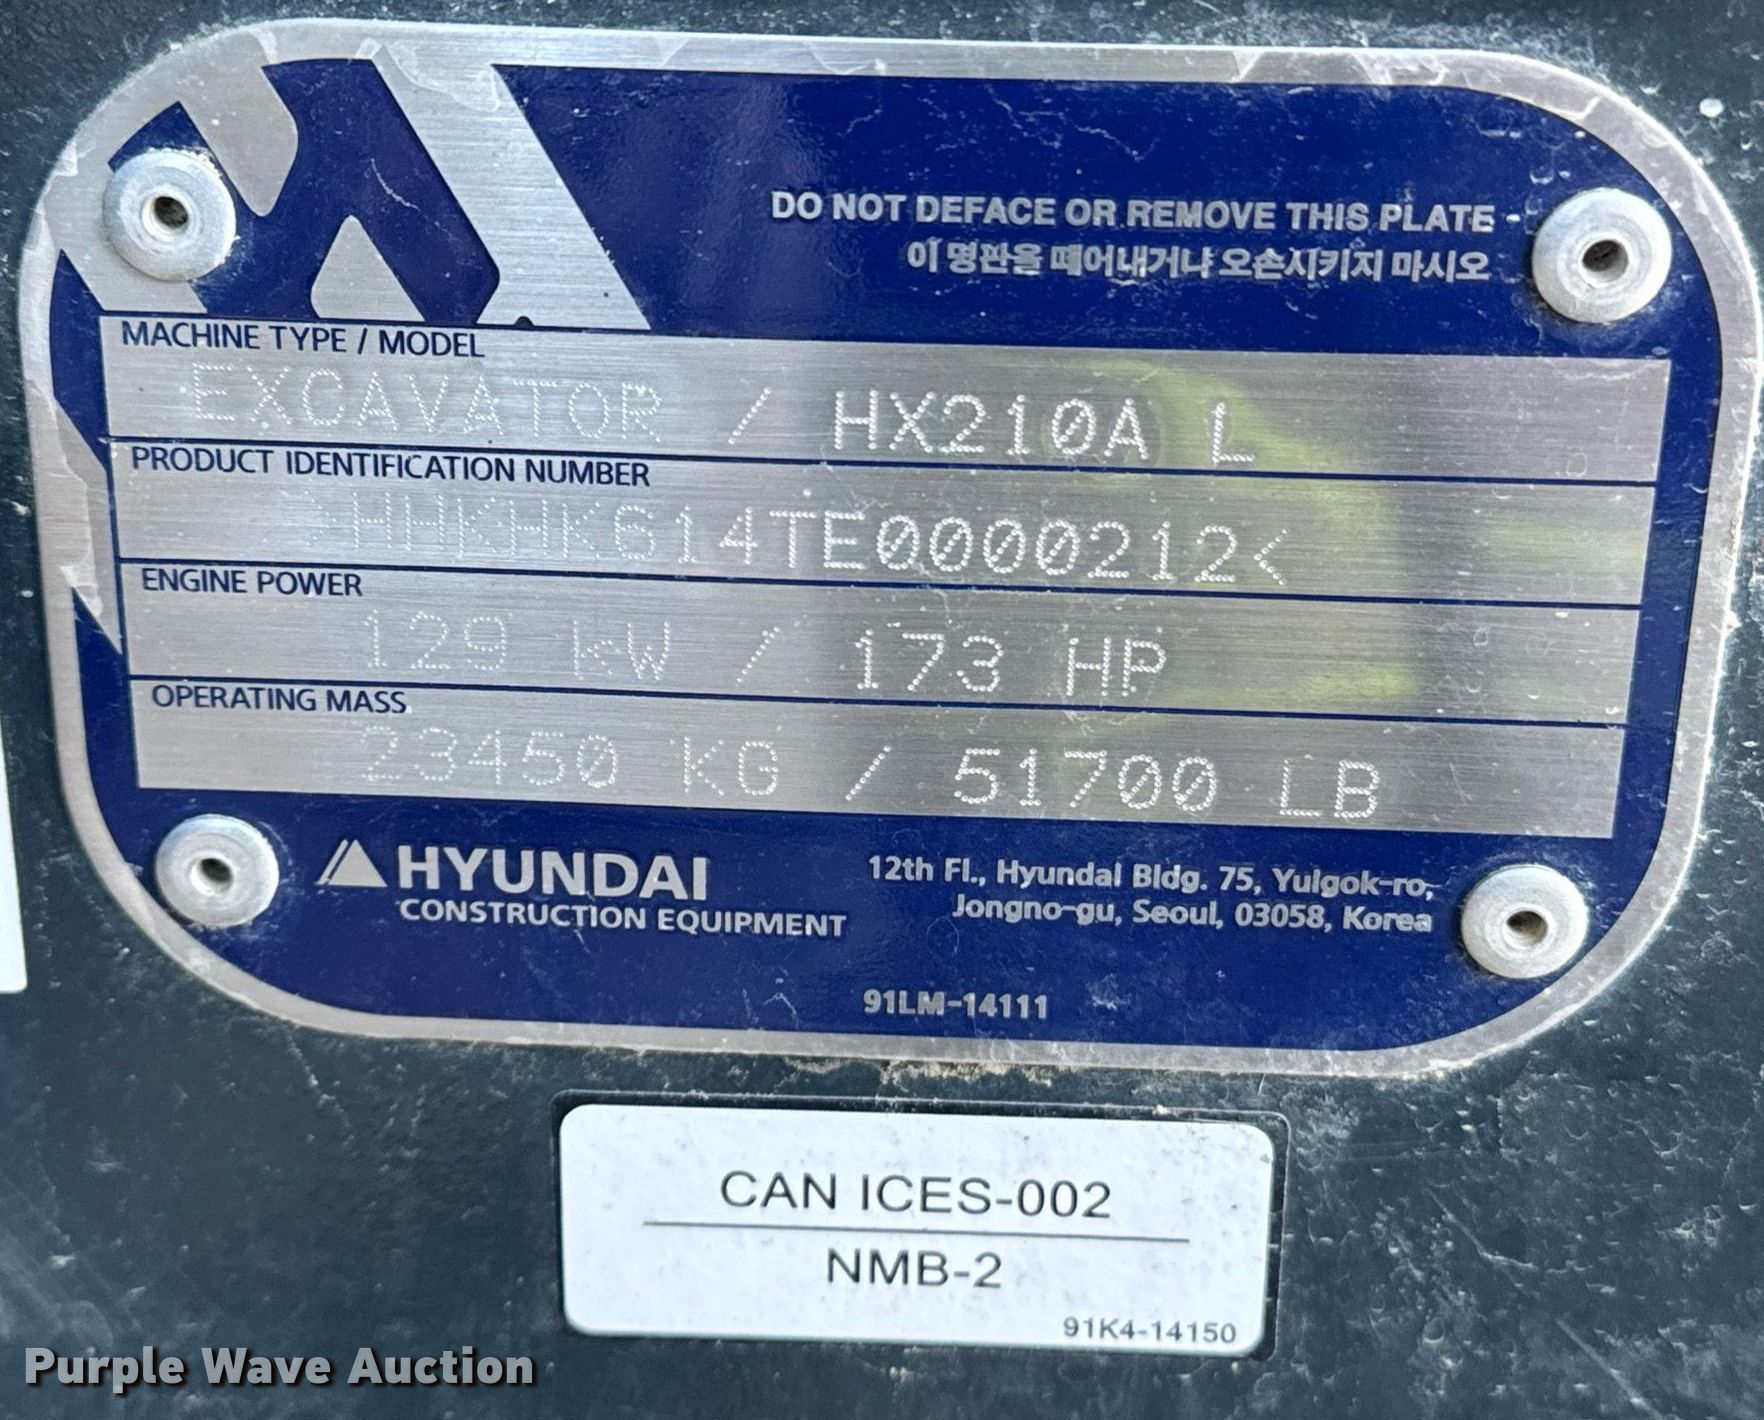 DO NOT DEFACE OR REMOVE THIS PLATE
이 명판을 떼어내거나 오손시키지 마시오
MACHINE TYPE / MODEL
EXCAVATOR / HX210A L
PRODUCT IDENTIFICATION NUMBER
>HHKHK614TE0000212<
ENGINE POWER
129 kW / 173 HP
OPERATING MASS
23450 KG / 51700 LB
HYUNDAI
CONSTRUCTION EQUIPMENT
12th Fl., Hyundai Bldg. 75, Yulgok-ro,
Jongno-gu, Seoul, 03058, Korea
91LM-14111
CAN ICES-002
NMB-2
91K4-14150
Purple Wave Auction